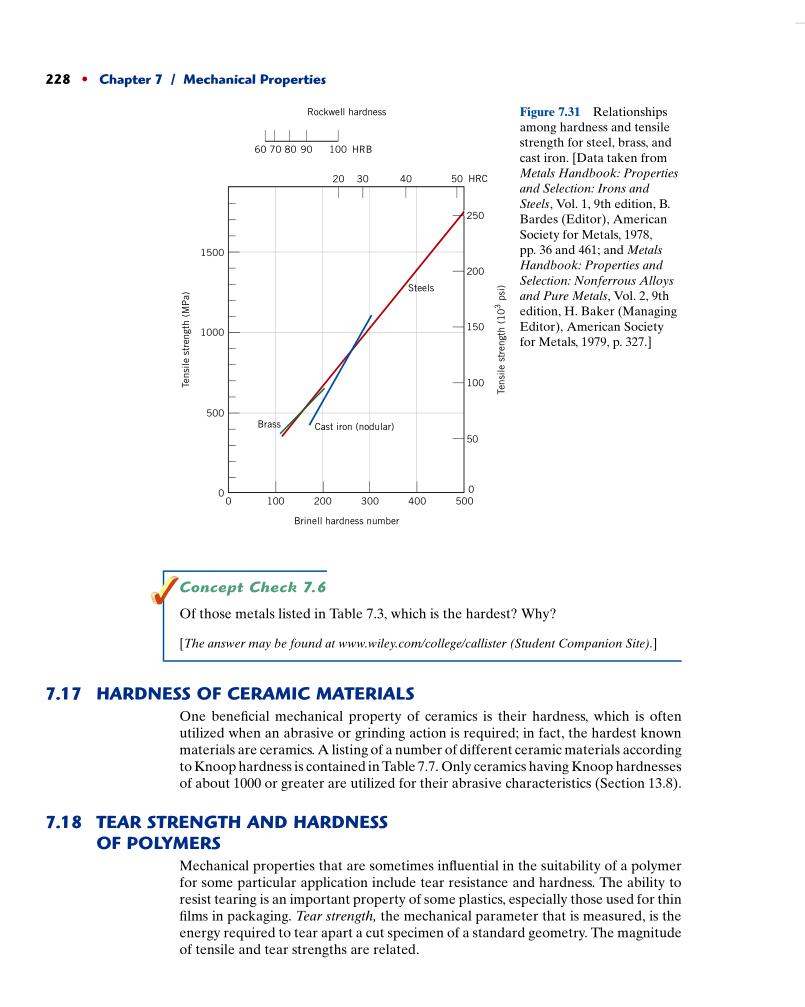 228 • Chapter 7 / Mechanical Properties
Rockwell hardness
60 70 80 90 100 HRB
20 30 40 50 HRC
250
1500
200
Steels
Tensile strength (MPa)
Tensile strength (10³ psi)
1000
150
100
500
Brass
Cast iron (nodular)
50
0
0
0 100 200 300 400 500
Brinell hardness number
Figure 7.31 Relationships
among hardness and tensile
strength for steel, brass, and
cast iron. [Data taken from
Metals Handbook: Properties
and Selection: Irons and
Steels, Vol. 1, 9th edition, B.
Bardes (Editor), American
Society for Metals, 1978,
pp. 36 and 461; and Metals
Handbook: Properties and
Selection: Nonferrous Alloys
and Pure Metals, Vol. 2, 9th
edition, H. Baker (Managing
Editor), American Society
for Metals, 1979, p. 327.]
Concept Check 7.6
Of those metals listed in Table 7.3, which is the hardest? Why?
[The answer may be found at www.wiley.com/college/callister (Student Companion Site).]
7.17 HARDNESS OF CERAMIC MATERIALS
One beneficial mechanical property of ceramics is their hardness, which is often
utilized when an abrasive or grinding action is required; in fact, the hardest known
materials are ceramics. A listing of a number of different ceramic materials according
to Knoop hardness is contained in Table 7.7. Only ceramics having Knoop hardnesses
of about 1000 or greater are utilized for their abrasive characteristics (Section 13.8).
7.18 TEAR STRENGTH AND HARDNESS
OF POLYMERS
Mechanical properties that are sometimes influential in the suitability of a polymer
for some particular application include tear resistance and hardness. The ability to
resist tearing is an important property of some plastics, especially those used for thin
films in packaging. Tear strength, the mechanical parameter that is measured, is the
energy required to tear apart a cut specimen of a standard geometry. The magnitude
of tensile and tear strengths are related.